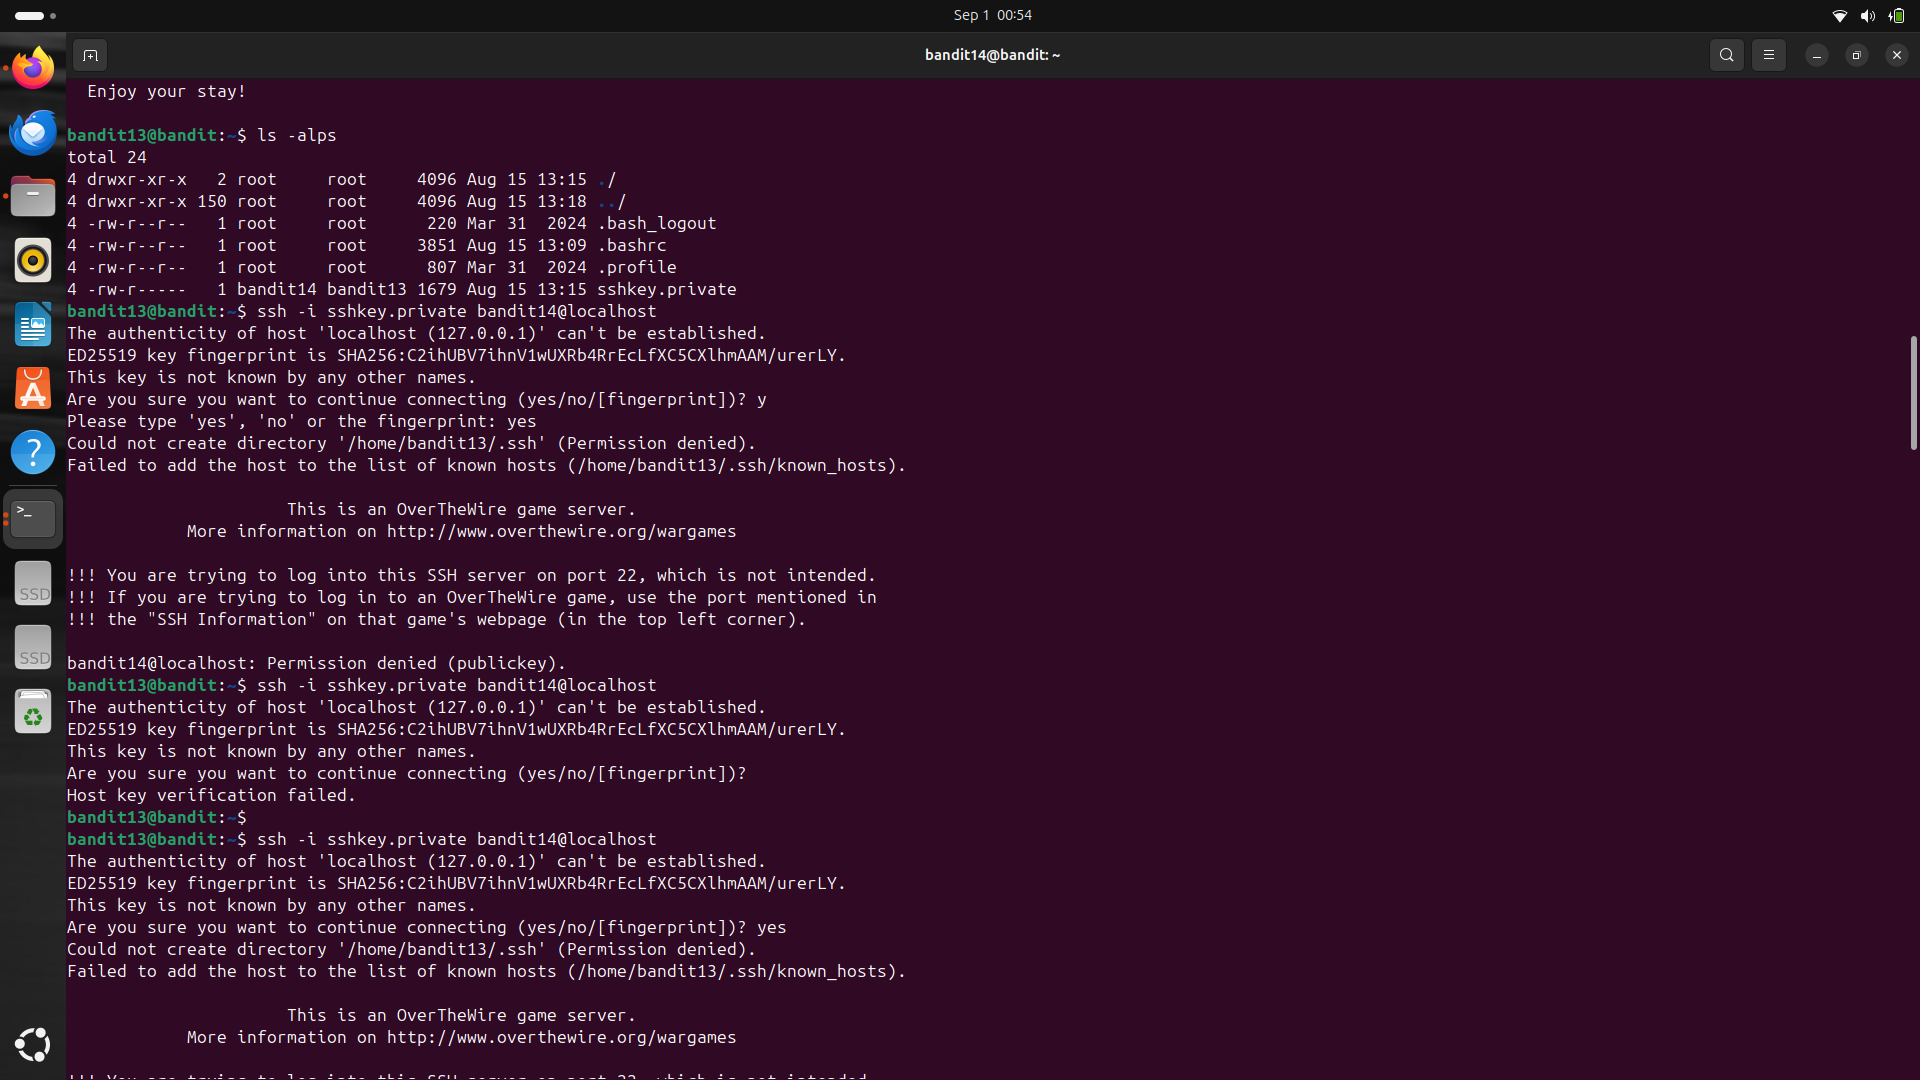 Sep 1 00:54
bandit14@bandit: ~
Enjoy your stay!
bandit13@bandit:~$ ls -alps
total 24
4 drwxr-xr-x   2 root     root     4096 Aug 15 13:15 ./
4 drwxr-xr-x 150 root     root     4096 Aug 15 13:18 ../
4 -rw-r--r--   1 root     root      220 Mar 31  2024 .bash_logout
4 -rw-r--r--   1 root     root     3851 Aug 15 13:09 .bashrc
4 -rw-r--r--   1 root     root      807 Mar 31  2024 .profile
4 -rw-r-----   1 bandit14 bandit13 1679 Aug 15 13:15 sshkey.private
bandit13@bandit:~$ ssh -i sshkey.private bandit14@localhost
The authenticity of host 'localhost (127.0.0.1)' can't be established.
ED25519 key fingerprint is SHA256:C2ihUBV7ihnV1wUXRb4RrEcLfXC5CXlhmAAM/urerLY.
This key is not known by any other names.
Are you sure you want to continue connecting (yes/no/[fingerprint])? y
Please type 'yes', 'no' or the fingerprint: yes
Could not create directory '/home/bandit13/.ssh' (Permission denied).
Failed to add the host to the list of known hosts (/home/bandit13/.ssh/known_hosts).
This is an OverTheWire game server.
More information on http://www.overthewire.org/wargames
!!! You are trying to log into this SSH server on port 22, which is not intended.
!!! If you are trying to log in to an OverTheWire game, use the port mentioned in
!!! the "SSH Information" on that game's webpage (in the top left corner).
bandit14@localhost: Permission denied (publickey).
bandit13@bandit:~$ ssh -i sshkey.private bandit14@localhost
The authenticity of host 'localhost (127.0.0.1)' can't be established.
ED25519 key fingerprint is SHA256:C2ihUBV7ihnV1wUXRb4RrEcLfXC5CXlhmAAM/urerLY.
This key is not known by any other names.
Are you sure you want to continue connecting (yes/no/[fingerprint])?
Host key verification failed.
bandit13@bandit:~$
bandit13@bandit:~$ ssh -i sshkey.private bandit14@localhost
The authenticity of host 'localhost (127.0.0.1)' can't be established.
ED25519 key fingerprint is SHA256:C2ihUBV7ihnV1wUXRb4RrEcLfXC5CXlhmAAM/urerLY.
This key is not known by any other names.
Are you sure you want to continue connecting (yes/no/[fingerprint])? yes
Could not create directory '/home/bandit13/.ssh' (Permission denied).
Failed to add the host to the list of known hosts (/home/bandit13/.ssh/known_hosts).
This is an OverTheWire game server.
More information on http://www.overthewire.org/wargames
!!! You are trying to log into this SSH server on port 22, which is not intended.
SSD
SSD